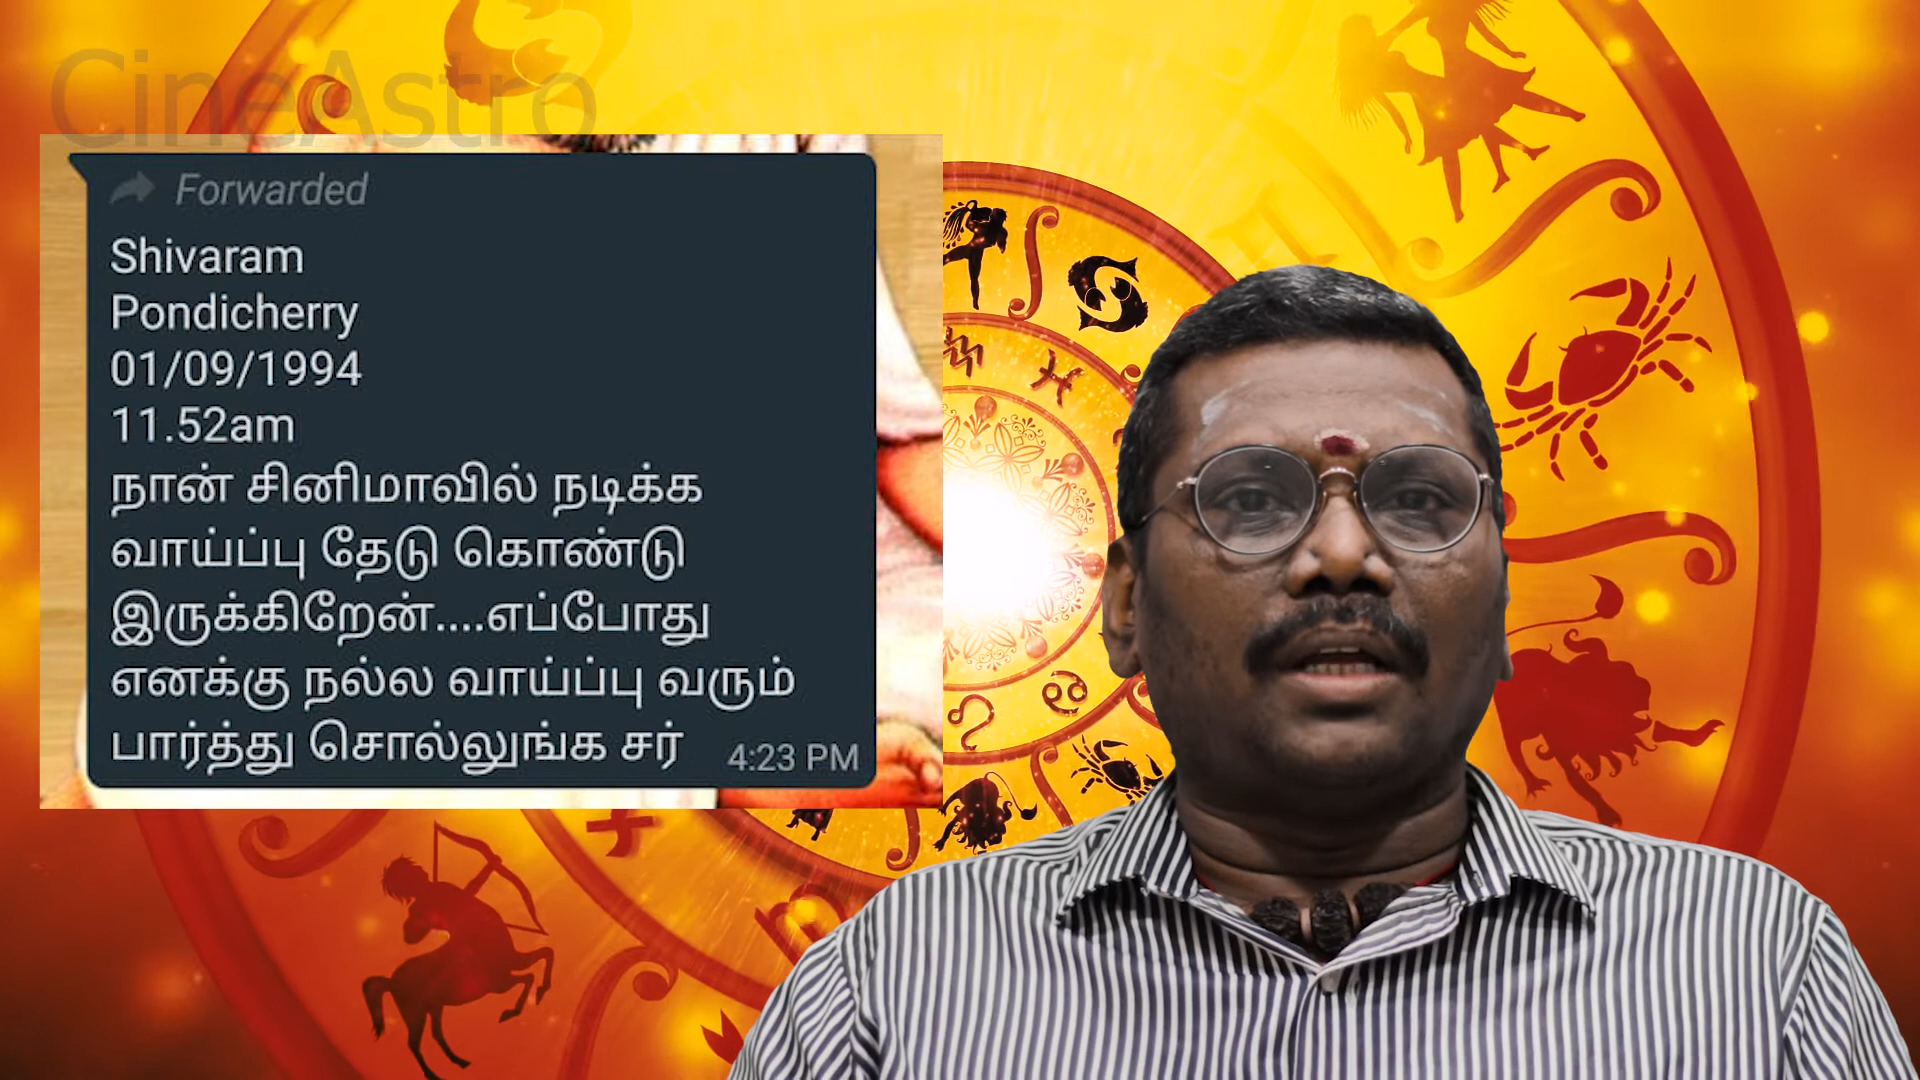 CineAstro
Forwarded
Shivaram
Pondicherry
01/09/1994
11.52am
நான் சினிமாவில் நடிக்க
வாய்ப்பு தேடு கொண்டு
இருக்கிறேன்....எப்போது
எனக்கு நல்ல வாய்ப்பு வரும்
பார்த்து சொல்லுங்க சர்
4:23 PM